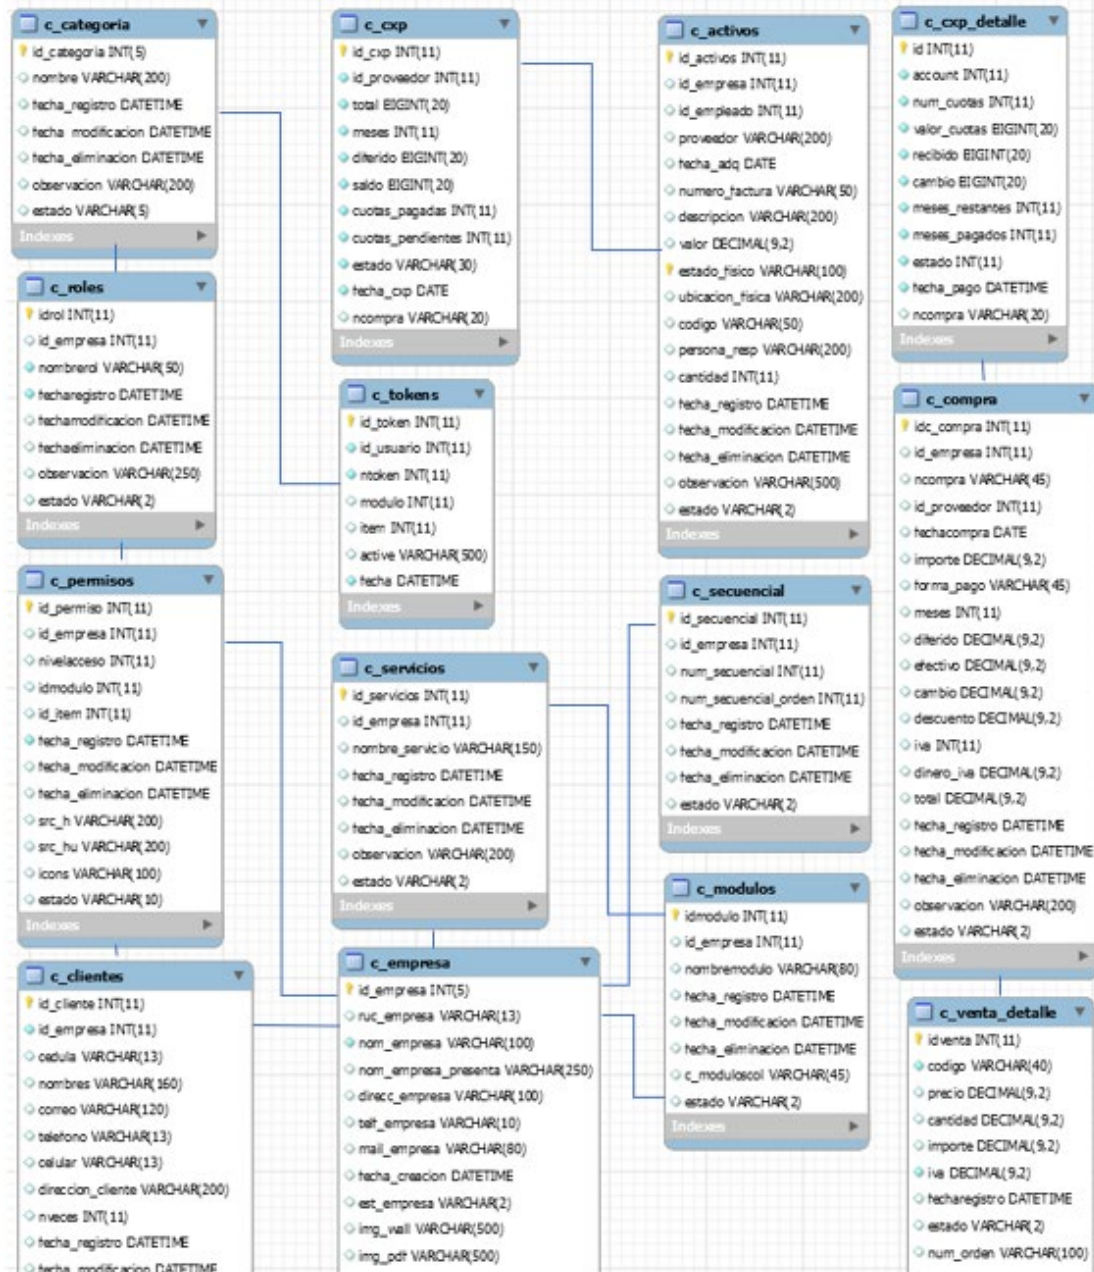 c_categoria
id_categoria INT(5)
nombre VARCHAR(200)
fecha_registro DATETIME
fecha_modificacion DATETIME
fecha_eliminacion DATETIME
observacion VARCHAR(200)
estado VARCHAR(5)
Indexes
c_roles
idrol INT(11)
id_empresa INT(11)
nombrerol VARCHAR(50)
fecharegistro DATETIME
fechamodificacion DATETIME
fechaeliminacion DATETIME
observacion VARCHAR(250)
estado VARCHAR(2)
Indexes
c_permisos
id_permiso INT(11)
id_empresa INT(11)
nivelacceso INT(11)
idmodulo INT(11)
id_item INT(11)
fecha_registro DATETIME
fecha_modificacion DATETIME
fecha_eliminacion DATETIME
src_h VARCHAR(200)
src_hu VARCHAR(200)
icons VARCHAR(100)
estado VARCHAR(10)
Indexes
c_clientes
id_cliente INT(11)
id_empresa INT(11)
cedula VARCHAR(13)
nombres VARCHAR(160)
correo VARCHAR(120)
telefono VARCHAR(13)
celular VARCHAR(13)
direccion_cliente VARCHAR(200)
nveces INT(11)
fecha_registro DATETIME
fecha_modificacion DATETIME
c_cxp
id_cxp INT(11)
id_proveedor INT(11)
total BIGINT(20)
meses INT(11)
diferido BIGINT(20)
saldo BIGINT(20)
cuotas_pagadas INT(11)
cuotas_pendientes INT(11)
estado VARCHAR(30)
fecha_cxp DATE
ncompra VARCHAR(20)
Indexes
c_tokens
id_token INT(11)
id_usuario INT(11)
ntoken INT(11)
modulo INT(11)
item INT(11)
active VARCHAR(500)
fecha DATETIME
Indexes
c_servicios
id_servicios INT(11)
id_empresa INT(11)
nombre_servicio VARCHAR(150)
fecha_registro DATETIME
fecha_modificacion DATETIME
fecha_eliminacion DATETIME
observacion VARCHAR(200)
estado VARCHAR(2)
Indexes
c_empresa
id_empresa INT(5)
ruc_empresa VARCHAR(13)
nom_empresa VARCHAR(100)
nom_empresa_presenta VARCHAR(250)
direcc_empresa VARCHAR(100)
telf_empresa VARCHAR(10)
mail_empresa VARCHAR(80)
fecha_creacion DATETIME
est_empresa VARCHAR(2)
img_wall VARCHAR(500)
img_pdf VARCHAR(500)
c_activos
id_activos INT(11)
id_empresa INT(11)
id_empleado INT(11)
proveedor VARCHAR(200)
fecha_adq DATE
numero_factura VARCHAR(50)
descripcion VARCHAR(200)
valor DECIMAL(9,2)
estado_fisico VARCHAR(100)
ubicacion_fisica VARCHAR(200)
codigo VARCHAR(50)
persona_resp VARCHAR(200)
cantidad INT(11)
fecha_registro DATETIME
fecha_modificacion DATETIME
fecha_eliminacion DATETIME
observacion VARCHAR(500)
estado VARCHAR(2)
Indexes
c_secuencial
id_secuencial INT(11)
id_empresa INT(11)
num_secuencial INT(11)
num_secuencial_orden INT(11)
fecha_registro DATETIME
fecha_modificacion DATETIME
fecha_eliminacion DATETIME
estado VARCHAR(2)
Indexes
c_modulos
idmodulo INT(11)
id_empresa INT(11)
nombremodulo VARCHAR(80)
fecha_registro DATETIME
fecha_modificacion DATETIME
fecha_eliminacion DATETIME
c_moduloscol VARCHAR(45)
estado VARCHAR(2)
Indexes
c_cxp_detalle
id INT(11)
account INT(11)
num_cuotas INT(11)
valor_cuotas BIGINT(20)
recibido BIGINT(20)
cambio BIGINT(20)
meses_restantes INT(11)
meses_pagados INT(11)
estado INT(11)
fecha_pago DATETIME
ncompra VARCHAR(20)
Indexes
c_compra
idc_compra INT(11)
id_empresa INT(11)
ncompra VARCHAR(45)
id_proveedor INT(11)
fechacompra DATE
importe DECIMAL(9,2)
forma_pago VARCHAR(45)
meses INT(11)
diferido DECIMAL(9,2)
efectivo DECIMAL(9,2)
cambio DECIMAL(9,2)
descuento DECIMAL(9,2)
iva INT(11)
dinero_iva DECIMAL(9,2)
total DECIMAL(9,2)
fecha_registro DATETIME
fecha_modificacion DATETIME
fecha_eliminacion DATETIME
observacion VARCHAR(200)
estado VARCHAR(2)
Indexes
c_venta_detalle
idventa INT(11)
codigo VARCHAR(40)
precio DECIMAL(9,2)
cantidad DECIMAL(9,2)
importe DECIMAL(9,2)
iva DECIMAL(9,2)
fecharegistro DATETIME
estado VARCHAR(2)
num_orden VARCHAR(100)